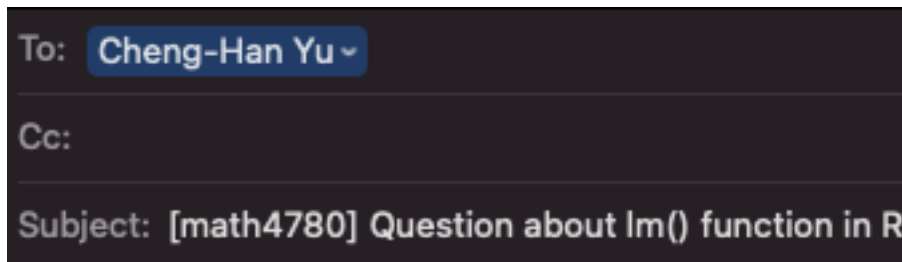 To: Cheng-Han Yu
Cc:
Subject: [math4780] Question about lm() function in R